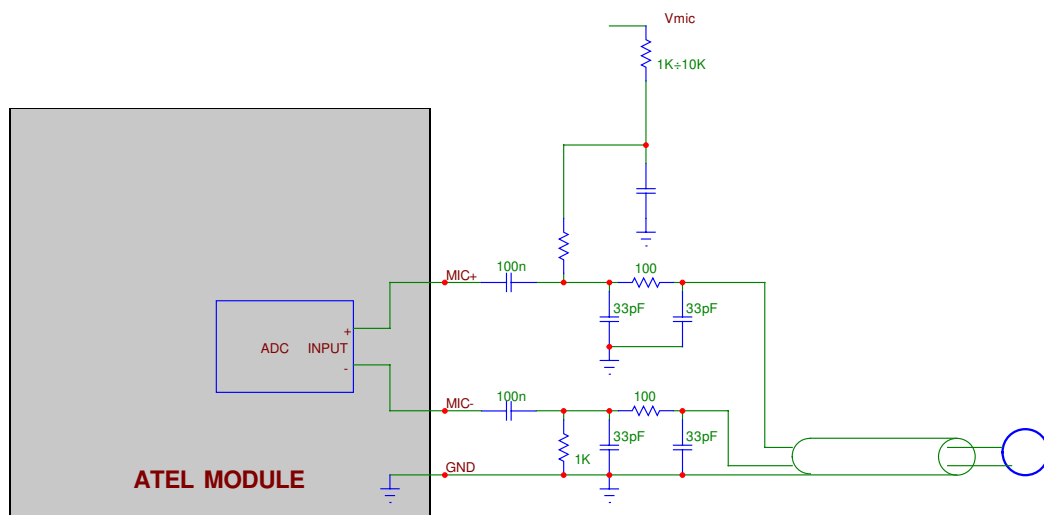 Vmic
1K÷10K
MIC+
100n
100
33pF
33pF
+
ADC INPUT
-
MIC-
100n
100
33pF
33pF
1K
GND
ATEL MODULE